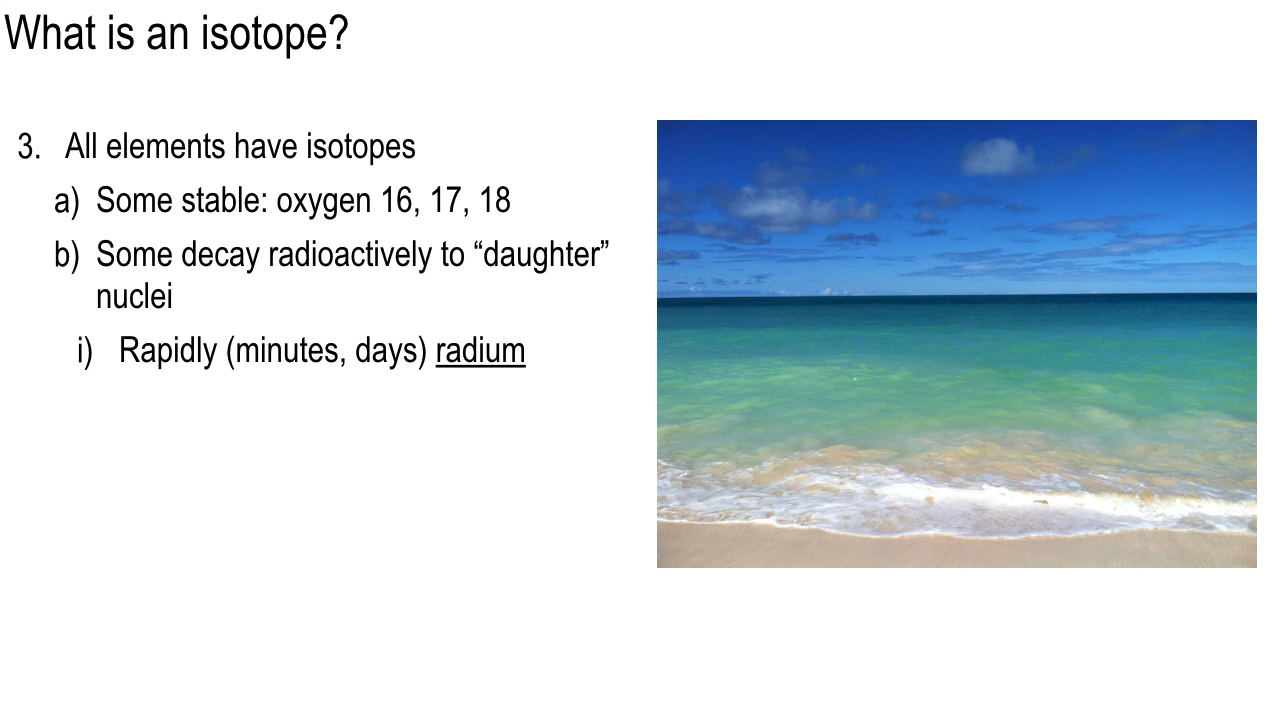 What is an isotope?
3. All elements have isotopes
a) Some stable: oxygen 16, 17, 18
b) Some decay radioactively to “daughter”
nuclei
i) Rapidly (minutes, days) radium